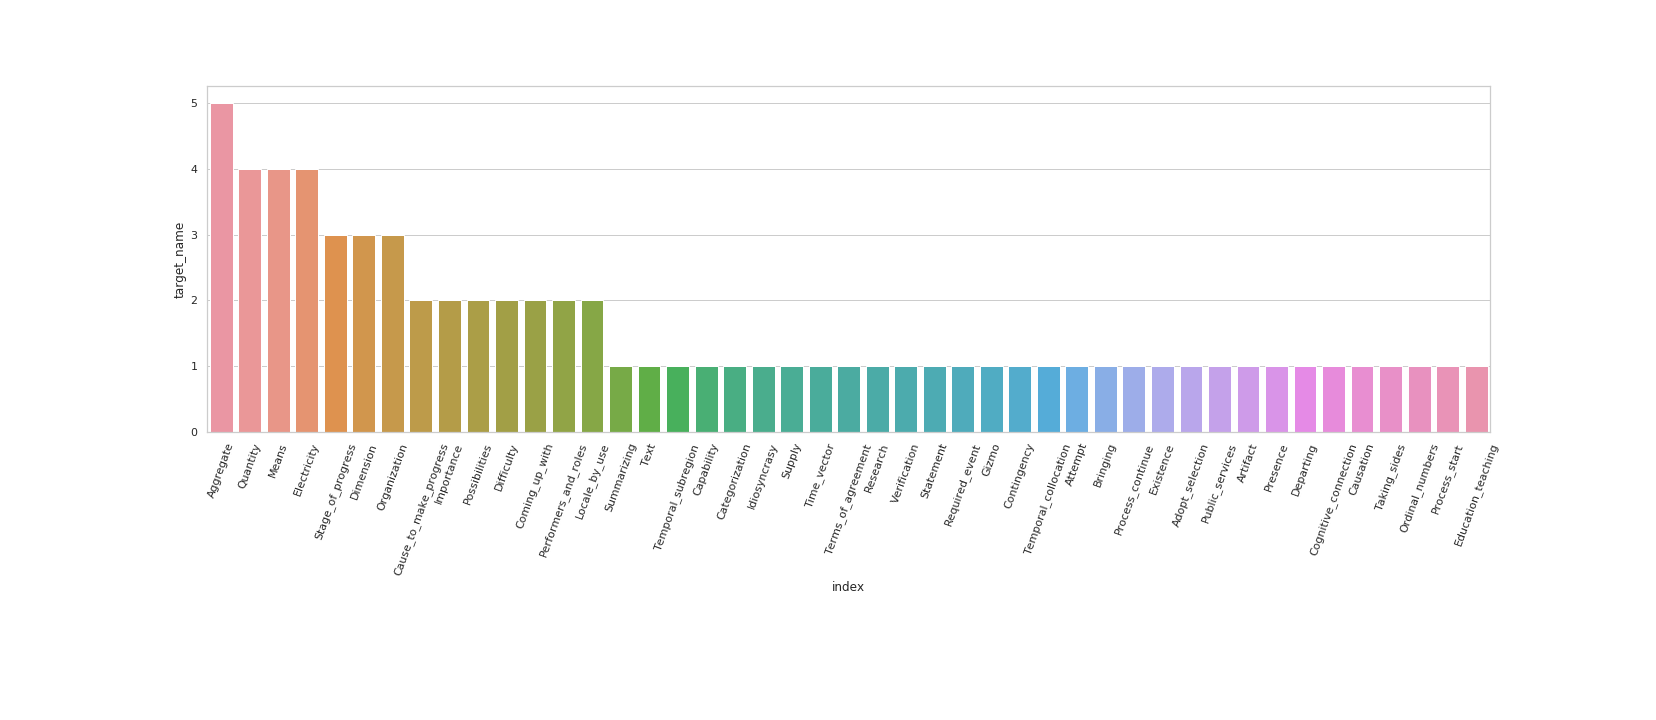 5
4
3
2
1
0
target_name
Aggregate
Quantity
Means
Electricity
Stage_of_progress
Dimension
Organization
Cause_to_make_progress
Importance
Possibilities
Difficulty
Coming_up_with
Performers_and_roles
Locale_by_use
Summarizing
Text
Temporal_subregion
Capability
Categorization
Idiosyncrasy
Supply
Time_vector
Terms_of_agreement
Research
Verification
Statement
Required_event
Gizmo
Contingency
Temporal_collocation
Attempt
Bringing
Process_continue
Existence
Adopt_selection
Public_services
Artifact
Presence
Departing
Cognitive_connection
Causation
Taking_sides
Ordinal_numbers
Process_start
Education_teaching
index